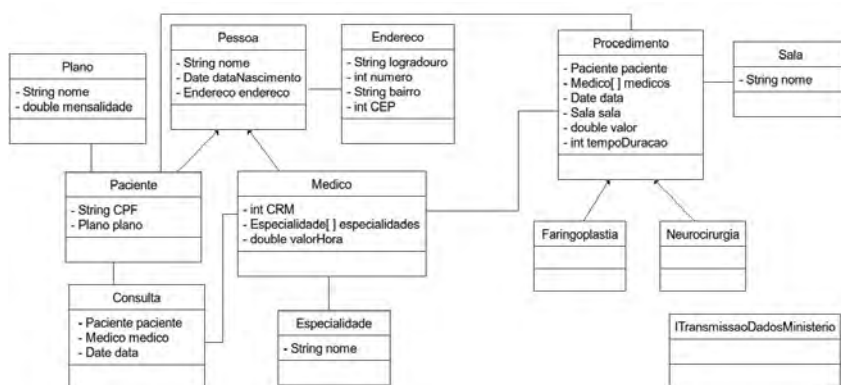 Plano
- String nome
- double mensalidade
Pessoa
- String nome
- Date dataNascimento
- Endereco endereco
Endereco
- String logradouro
- int numero
- String bairro
- int CEP
Procedimento
- Paciente paciente
- Medico[ ] medicos
- Date data
- Sala sala
- double valor
- int tempoDuracao
Sala
- String nome
Paciente
- String CPF
- Plano plano
Medico
- int CRM
- Especialidade[ ] especialidades
- double valorHora
Faringoplastia
Neurocirurgia
Consulta
- Paciente paciente
- Medico medico
- Date data
Especialidade
- String nome
ITransmissaoDadosMinisterio